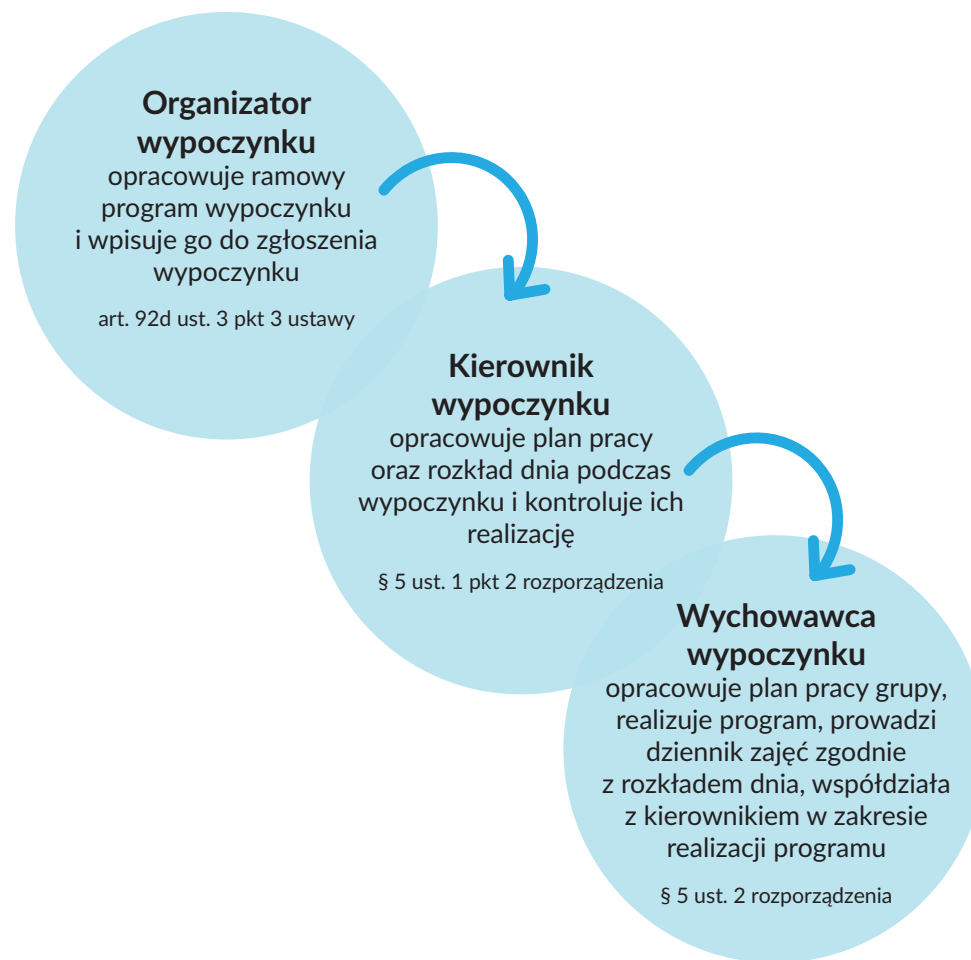 Organizator
wypoczynku
opracowuje ramowy
program wypoczynku
i wpisuje go do zgłoszenia
wypoczynku
art. 92d ust. 3 pkt 3 ustawy
Kierownik
wypoczynku
opracowuje plan pracy
oraz rozkład dnia podczas
wypoczynku i kontroluje ich
realizację
§ 5 ust. 1 pkt 2 rozporządzenia
Wychowawca
wypoczynku
opracowuje plan pracy grupy,
realizuje program, prowadzi
dziennik zajęć zgodnie
z rozkładem dnia, współdziała
z kierownikiem w zakresie
realizacji programu
§ 5 ust. 2 rozporządzenia